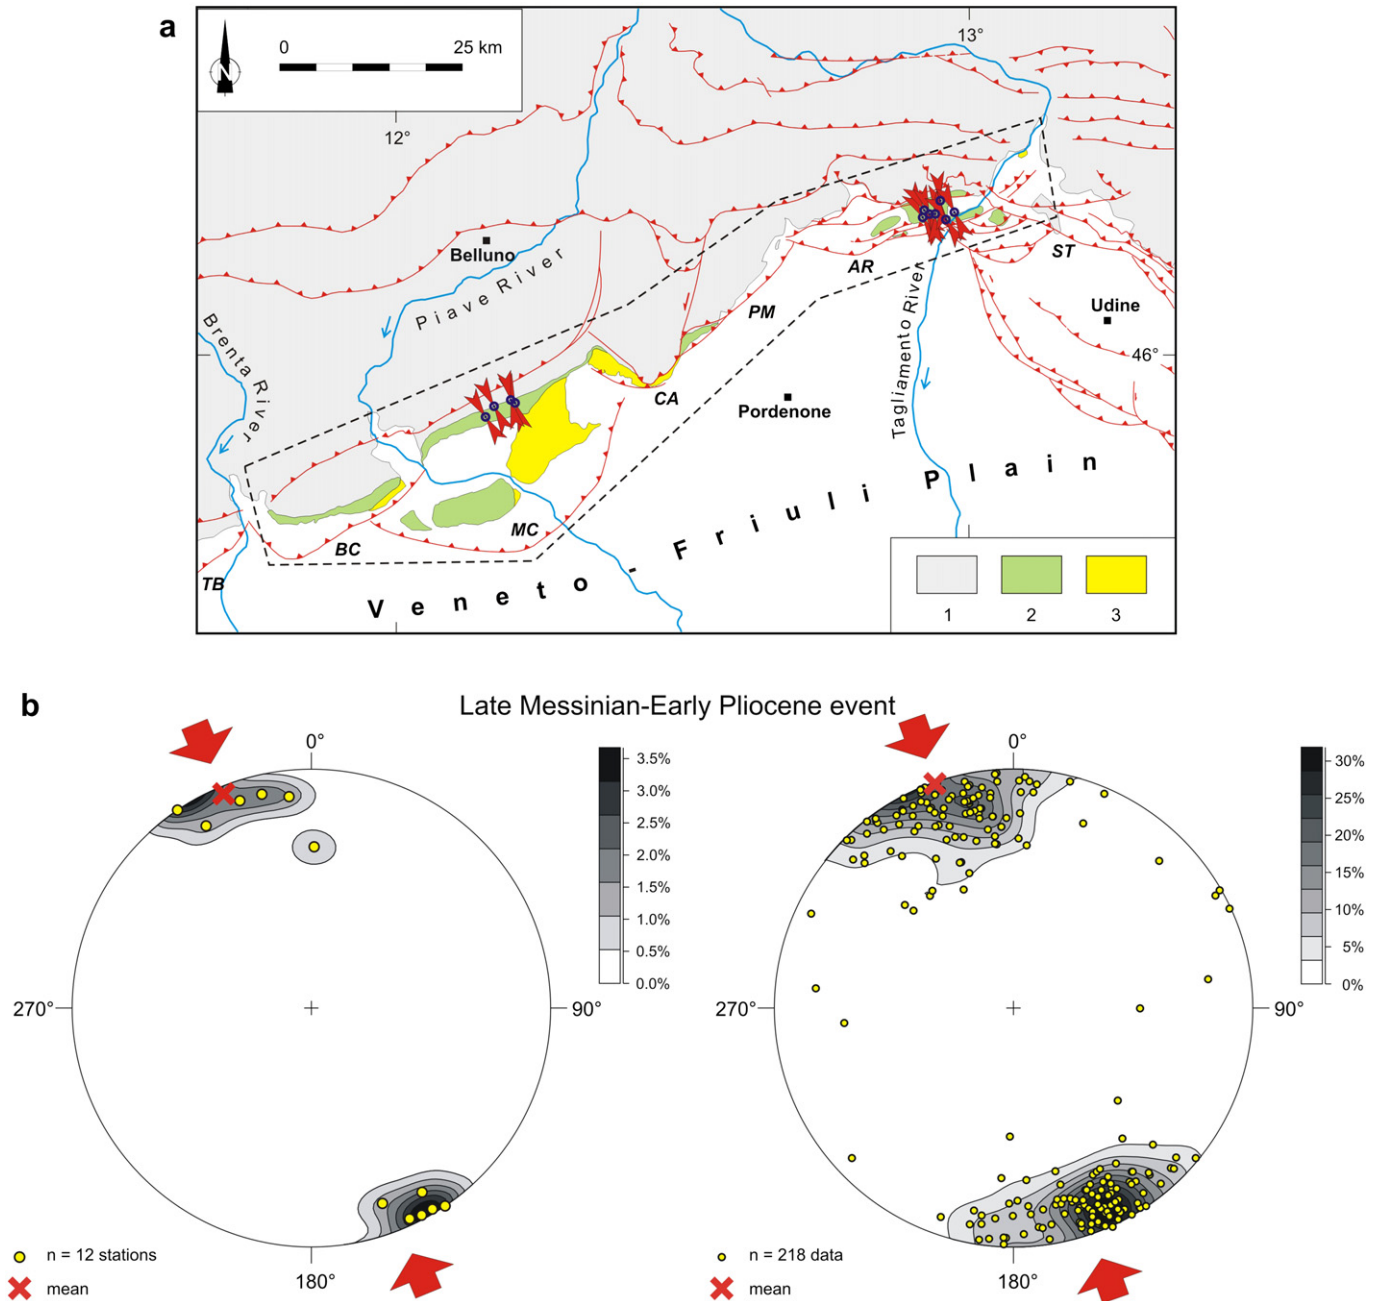 a
N
0 25 km
13°
12°
Belluno
Piave River
Brenta River
AR
ST
PM
Udine
46°
CA
Pordenone
Tagliamento River
Veneto - Friuli Plain
MC
BC
TB
1 2 3
b
Late Messinian-Early Pliocene event
0°
270°
90°
180°
3.5%
3.0%
2.5%
2.0%
1.5%
1.0%
0.5%
0.0%
n = 12 stations
mean
0°
270°
90°
180°
30%
25%
20%
15%
10%
5%
0%
n = 218 data
mean